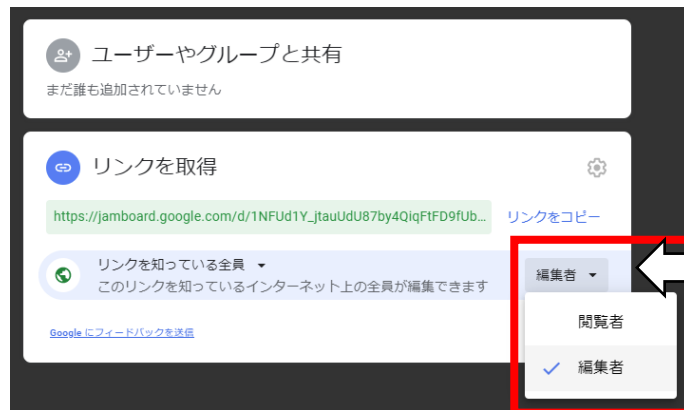 ユーザーやグループと共有
まだ誰も追加されていません
リンクを取得
https://jamboard.google.com/d/1NFUd1Y_jtauUdU87by4QiqFtFD9fUb... リンクをコピー
リンクを知っている全員
このリンクを知っているインターネット上の全員が編集できます
編集者
閲覧者
編集者
Google にフィードバックを送信